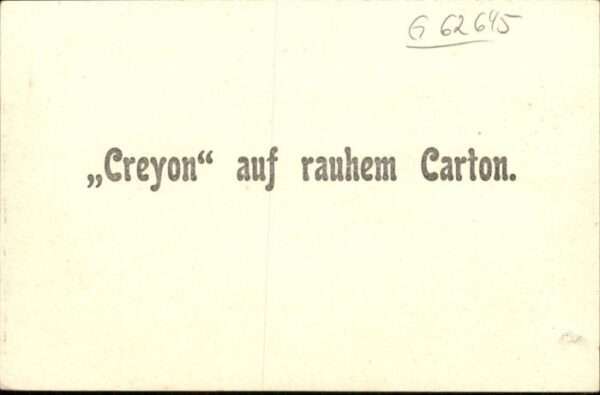 G 62645
„Creyon“ auf rauhem Carton.